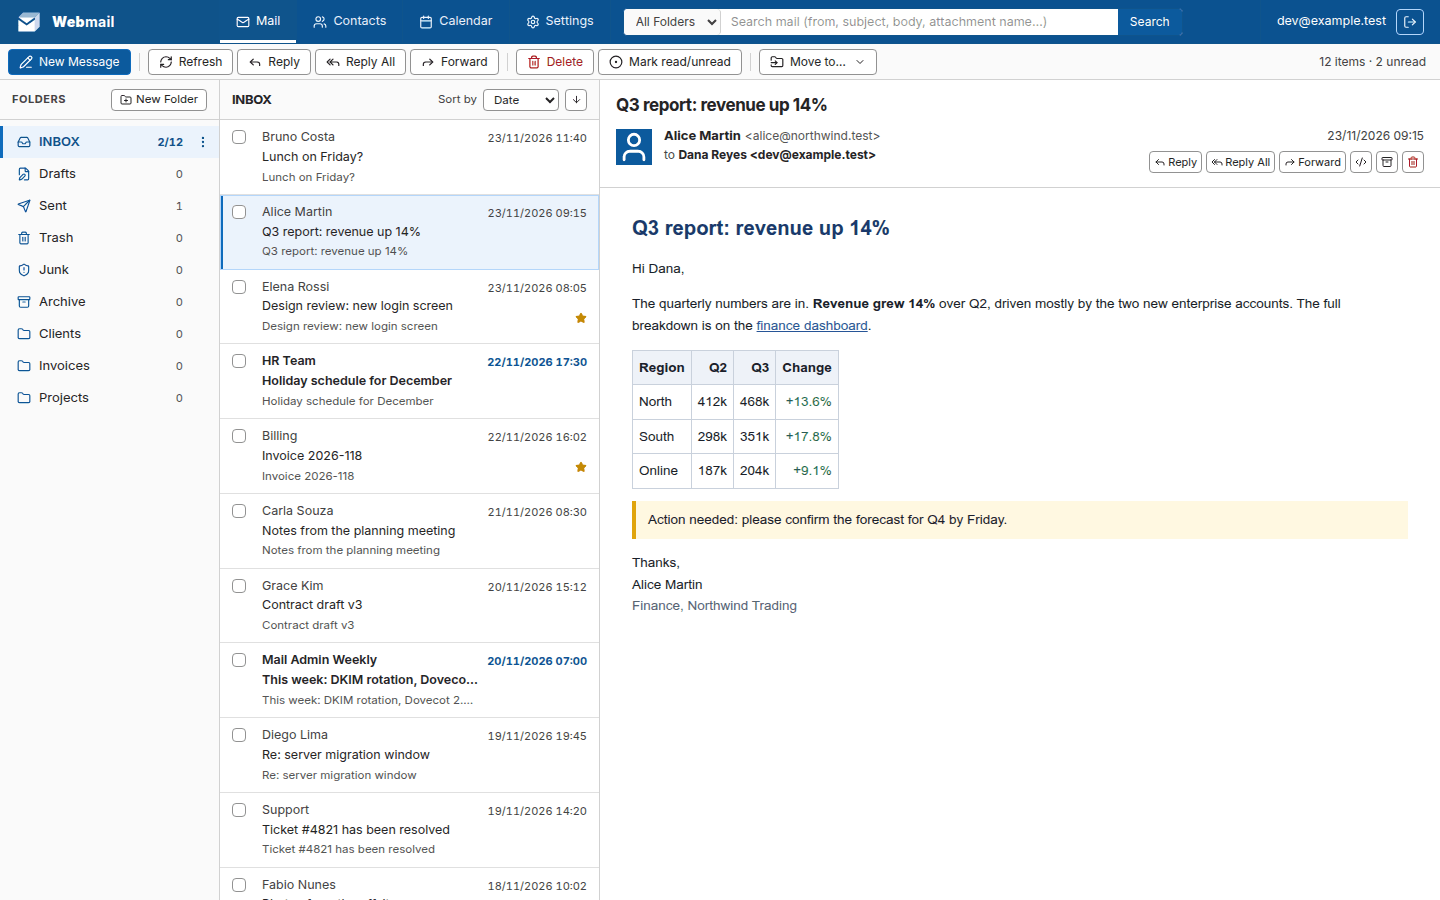 Webmail
Mail
Contacts
Calendar
Settings
All Folders
Search mail (from, subject, body, attachment name...)
Search
dev@example.test
New Message
Refresh
Reply
Reply All
Forward
Delete
Mark read/unread
Move to...
12 items · 2 unread
FOLDERS
New Folder
INBOX 2/12
Drafts 0
Sent 1
Trash 0
Junk 0
Archive 0
Clients 0
Invoices 0
Projects 0
INBOX
Sort by
Date
Bruno Costa 23/11/2026 11:40
Lunch on Friday?
Lunch on Friday?
Alice Martin 23/11/2026 09:15
Q3 report: revenue up 14%
Q3 report: revenue up 14%
Elena Rossi 23/11/2026 08:05
Design review: new login screen
Design review: new login screen
HR Team 22/11/2026 17:30
Holiday schedule for December
Holiday schedule for December
Billing 22/11/2026 16:02
Invoice 2026-118
Invoice 2026-118
Carla Souza 21/11/2026 08:30
Notes from the planning meeting
Notes from the planning meeting
Grace Kim 20/11/2026 15:12
Contract draft v3
Contract draft v3
Mail Admin Weekly 20/11/2026 07:00
This week: DKIM rotation, Doveco...
This week: DKIM rotation, Dovecot 2....
Diego Lima 19/11/2026 19:45
Re: server migration window
Re: server migration window
Support 19/11/2026 14:20
Ticket #4821 has been resolved
Ticket #4821 has been resolved
Fabio Nunes 18/11/2026 10:02
Q3 report: revenue up 14%
Alice Martin <alice@northwind.test>
to Dana Reyes <dev@example.test>
23/11/2026 09:15
Reply
Reply All
Forward
Q3 report: revenue up 14%
Hi Dana,
The quarterly numbers are in. Revenue grew 14% over Q2, driven mostly by the two new enterprise accounts. The full
breakdown is on the finance dashboard.
Region Q2 Q3 Change
North 412k 468k +13.6%
South 298k 351k +17.8%
Online 187k 204k +9.1%
Action needed: please confirm the forecast for Q4 by Friday.
Thanks,
Alice Martin
Finance, Northwind Trading